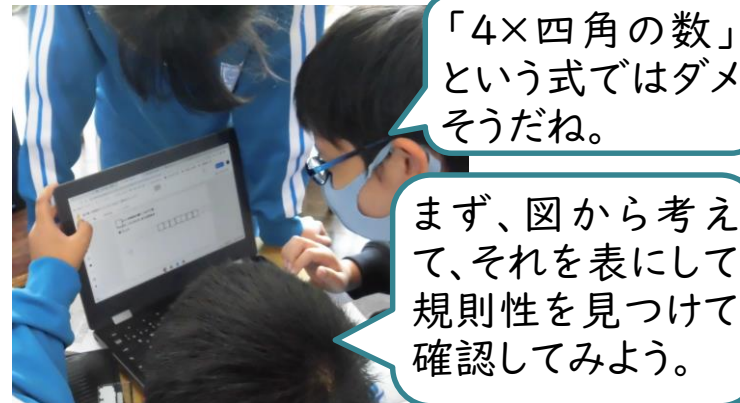 「4×四角の数」
という式ではダメ
そうだね。
まず、図から考え
て、それを表にして
規則性を見つけて
確認してみよう。